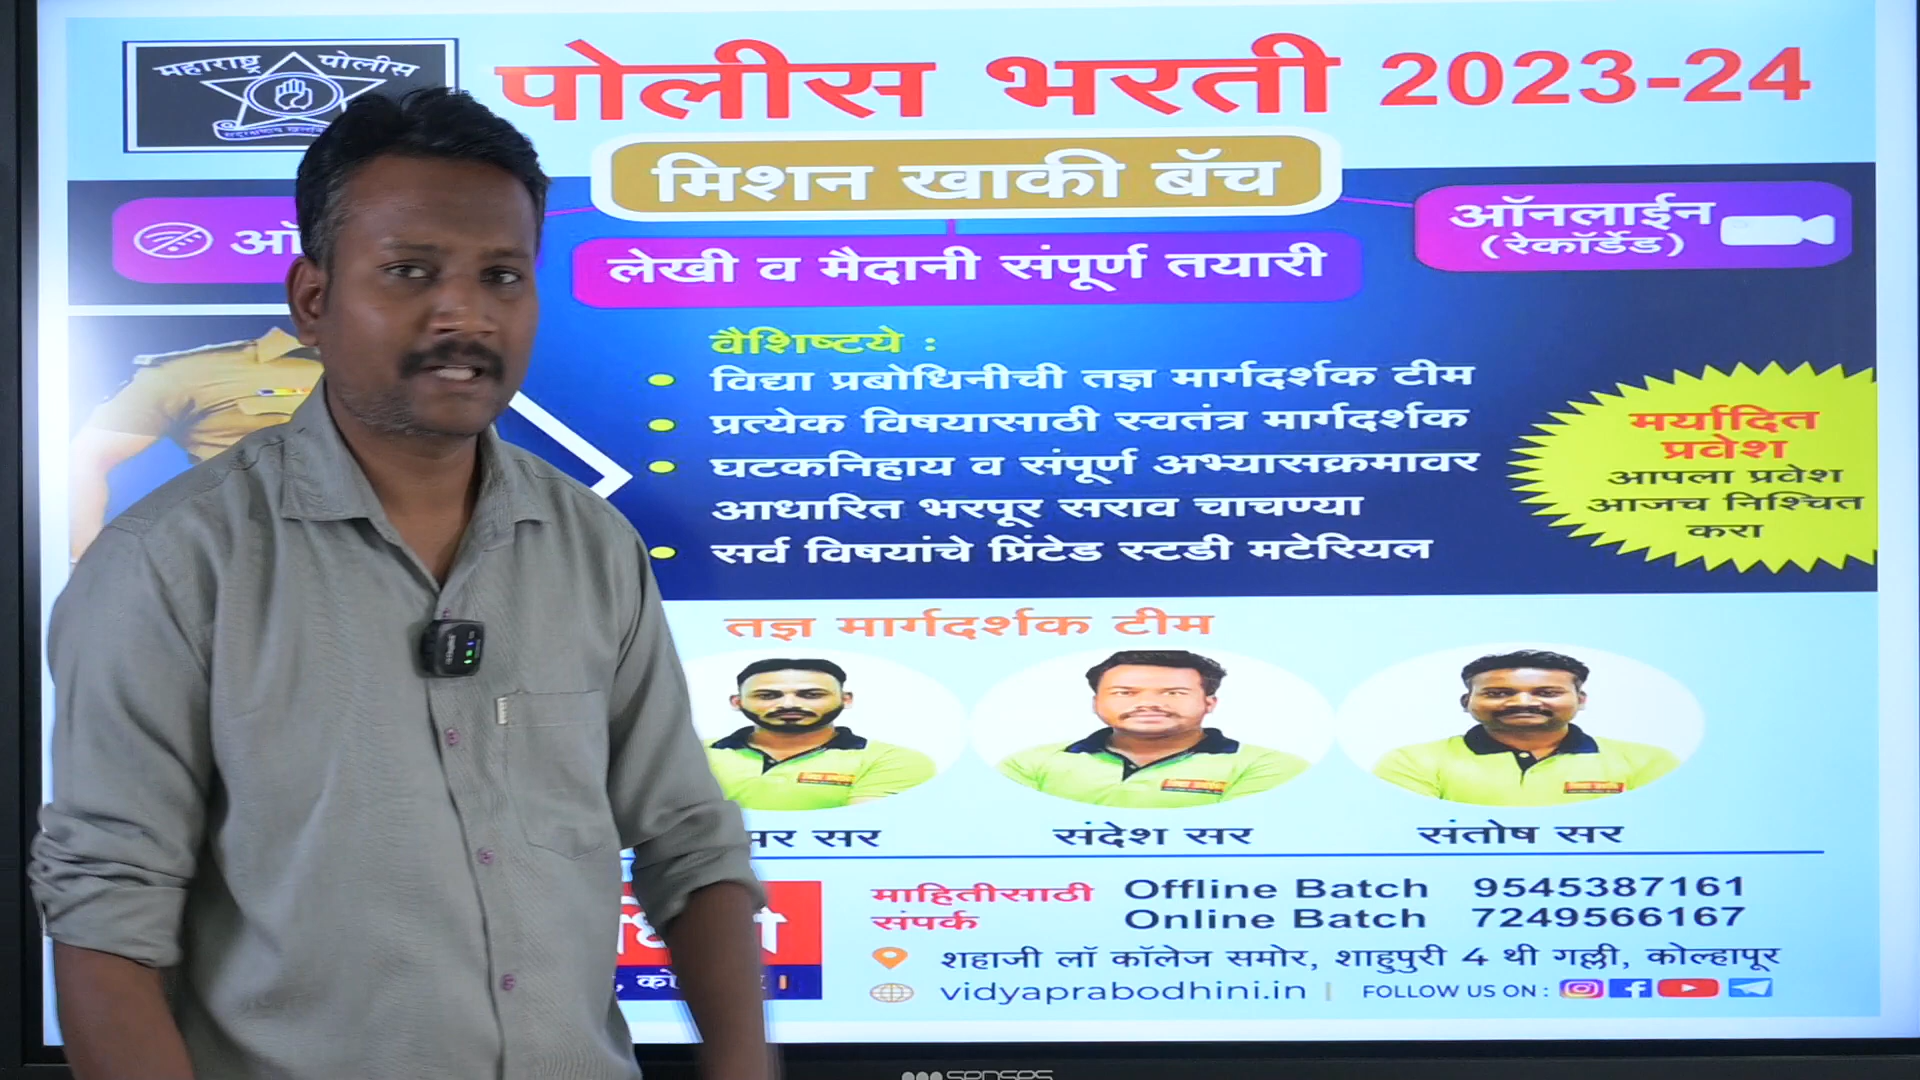 महाराष्ट्र पोलीस
पोलीस भरती 2023-24
मिशन खाकी बॅच
ऑनलाईन
(रेकॉर्डेड)
लेखी व मैदानी संपूर्ण तयारी
वैशिष्टये :
विद्या प्रबोधिनीची तज्ञ मार्गदर्शक टीम
प्रत्येक विषयासाठी स्वतंत्र मार्गदर्शक
घटकनिहाय व संपूर्ण अभ्यासक्रमावर
आधारित भरपूर सराव चाचण्या
सर्व विषयांचे प्रिंटेड स्टडी मटेरियल
मर्यादित
प्रवेश
आपला प्रवेश
आजच निश्चित
करा
तज्ञ मार्गदर्शक टीम
सर
संदेश सर
संतोष सर
माहितीसाठी
संपर्क
Offline Batch 9545387161
Online Batch 7249566167
शहाजी लॉ कॉलेज समोर, शाहुपुरी 4 थी गल्ली, कोल्हापूर
vidyaprabodhini.in | FOLLOW US ON :
senses